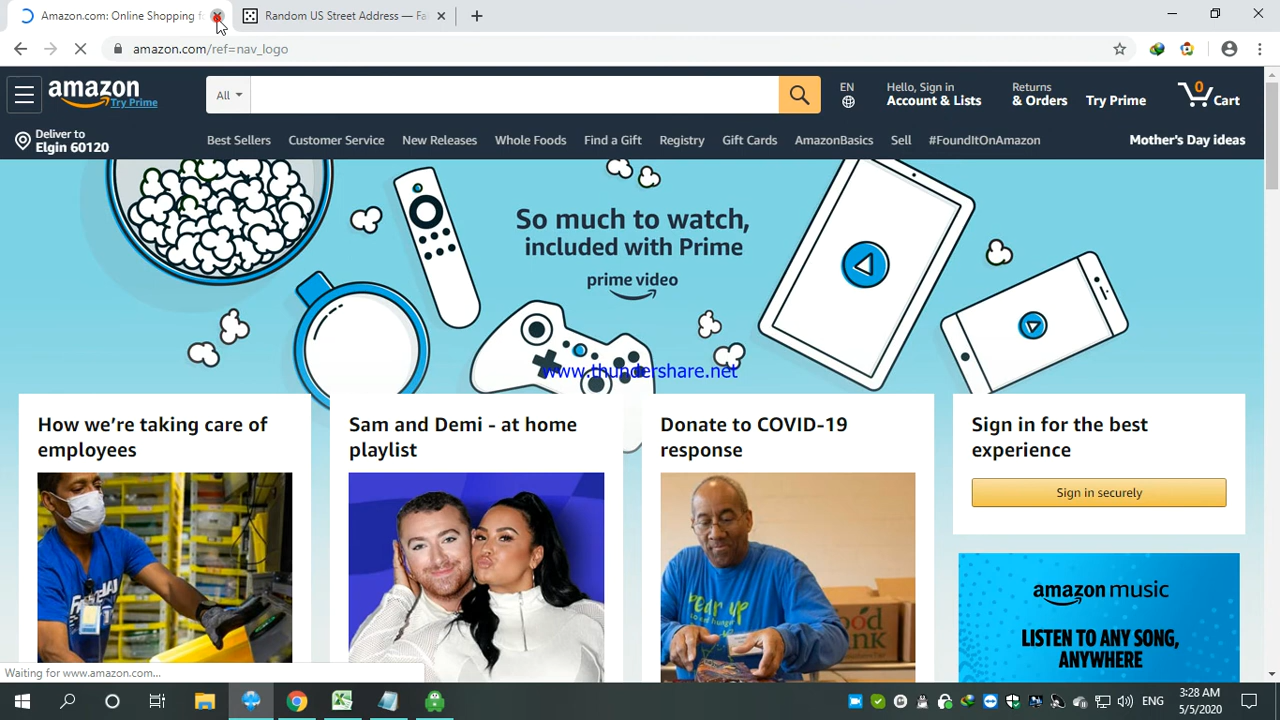 Amazon.com: Online Shopping f
Random US Street Address — Fa
amazon.com/ref=nav_logo
amazon
Try Prime
All
EN
Hello, Sign in
Account & Lists
Returns
& Orders
Try Prime
0
Cart
Deliver to
Elgin 60120
Best Sellers
Customer Service
New Releases
Whole Foods
Find a Gift
Registry
Gift Cards
AmazonBasics
Sell
#FoundItOnAmazon
Mother's Day ideas
So much to watch,
included with Prime
prime video
www.thundershare.net
How we're taking care of
employees
Sam and Demi - at home
playlist
Donate to COVID-19
response
Sign in for the best
experience
Sign in securely
amazon music
LISTEN TO ANY SONG,
ANYWHERE
Waiting for www.amazon.com...
ENG
3:28 AM
5/5/2020